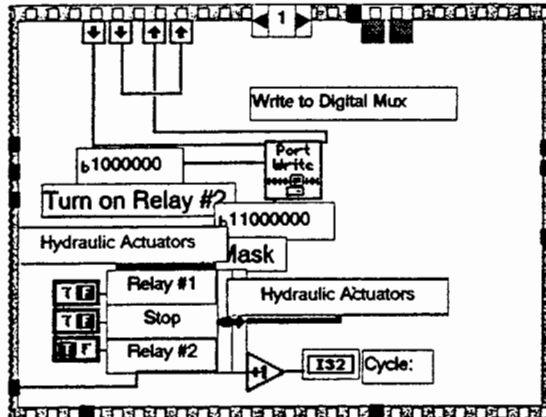 1
Write to Digital Mux
Port
Write
b1000000
Turn on Relay #2
b11000000
Hydraulic Actuators
Mask
Relay #1
Hydraulic Actuators
T F
T F
Stop
T F
Relay #2
+1
I32
Cycle: